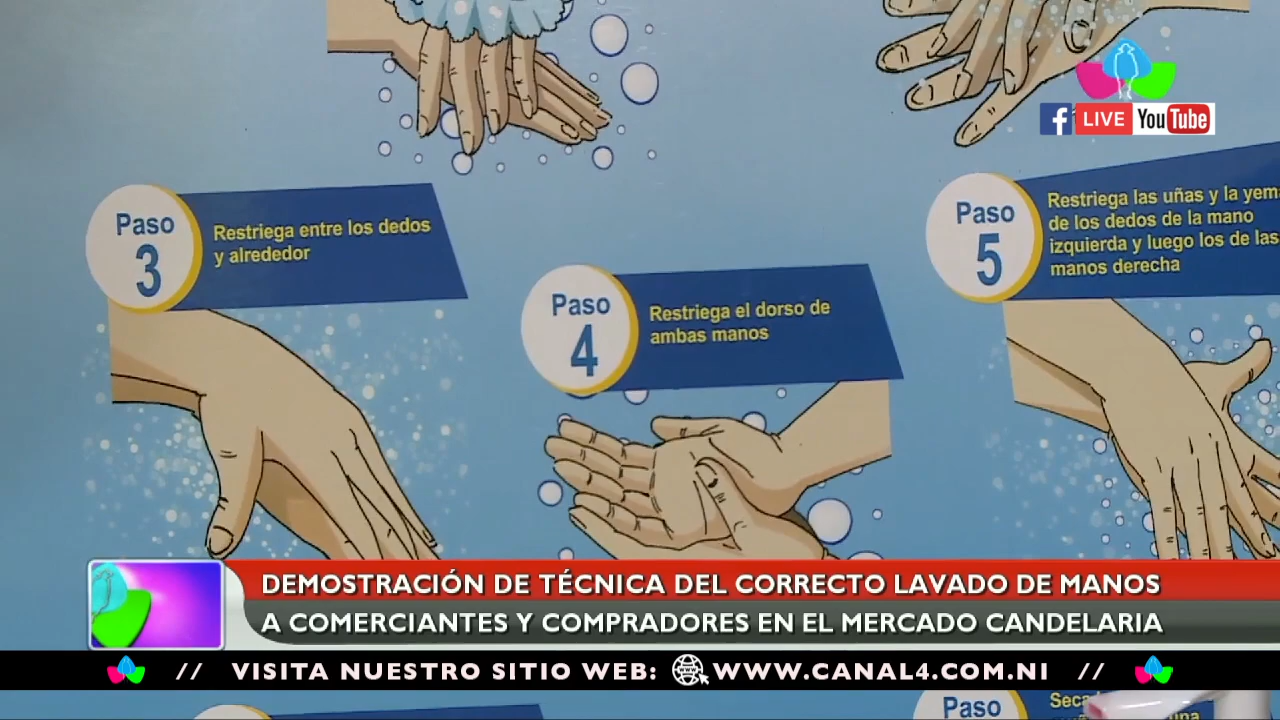 LIVE YouTube
Paso
3
Restriega entre los dedos
y alrededor
Paso
4
Restriega el dorso de
ambas manos
Paso
5
Restriega las uñas y la
de los dedos de la mano
izquierda y luego los de las
manos derecha
DEMOSTRACIÓN DE TÉCNICA DEL CORRECTO LAVADO DE MANOS
A COMERCIANTES Y COMPRADORES EN EL MERCADO CANDELARIA
// VISITA NUESTRO SITIO WEB: WWW.CANAL4.COM.NI //
Paso